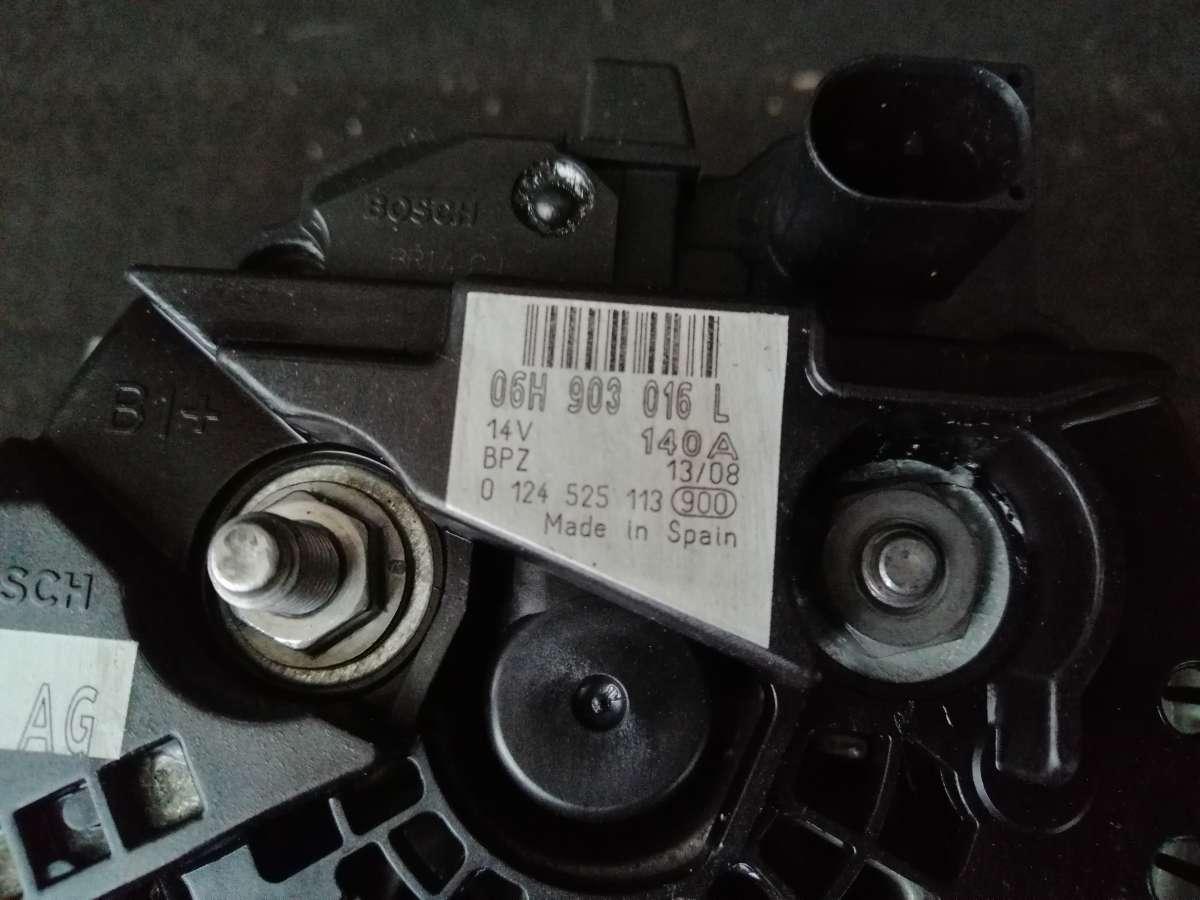 BOSCH
06H 903 016 L
14V 140A
BPZ 13/08
0 124 525 113 900
Made in Spain
B1+
SCH
AG